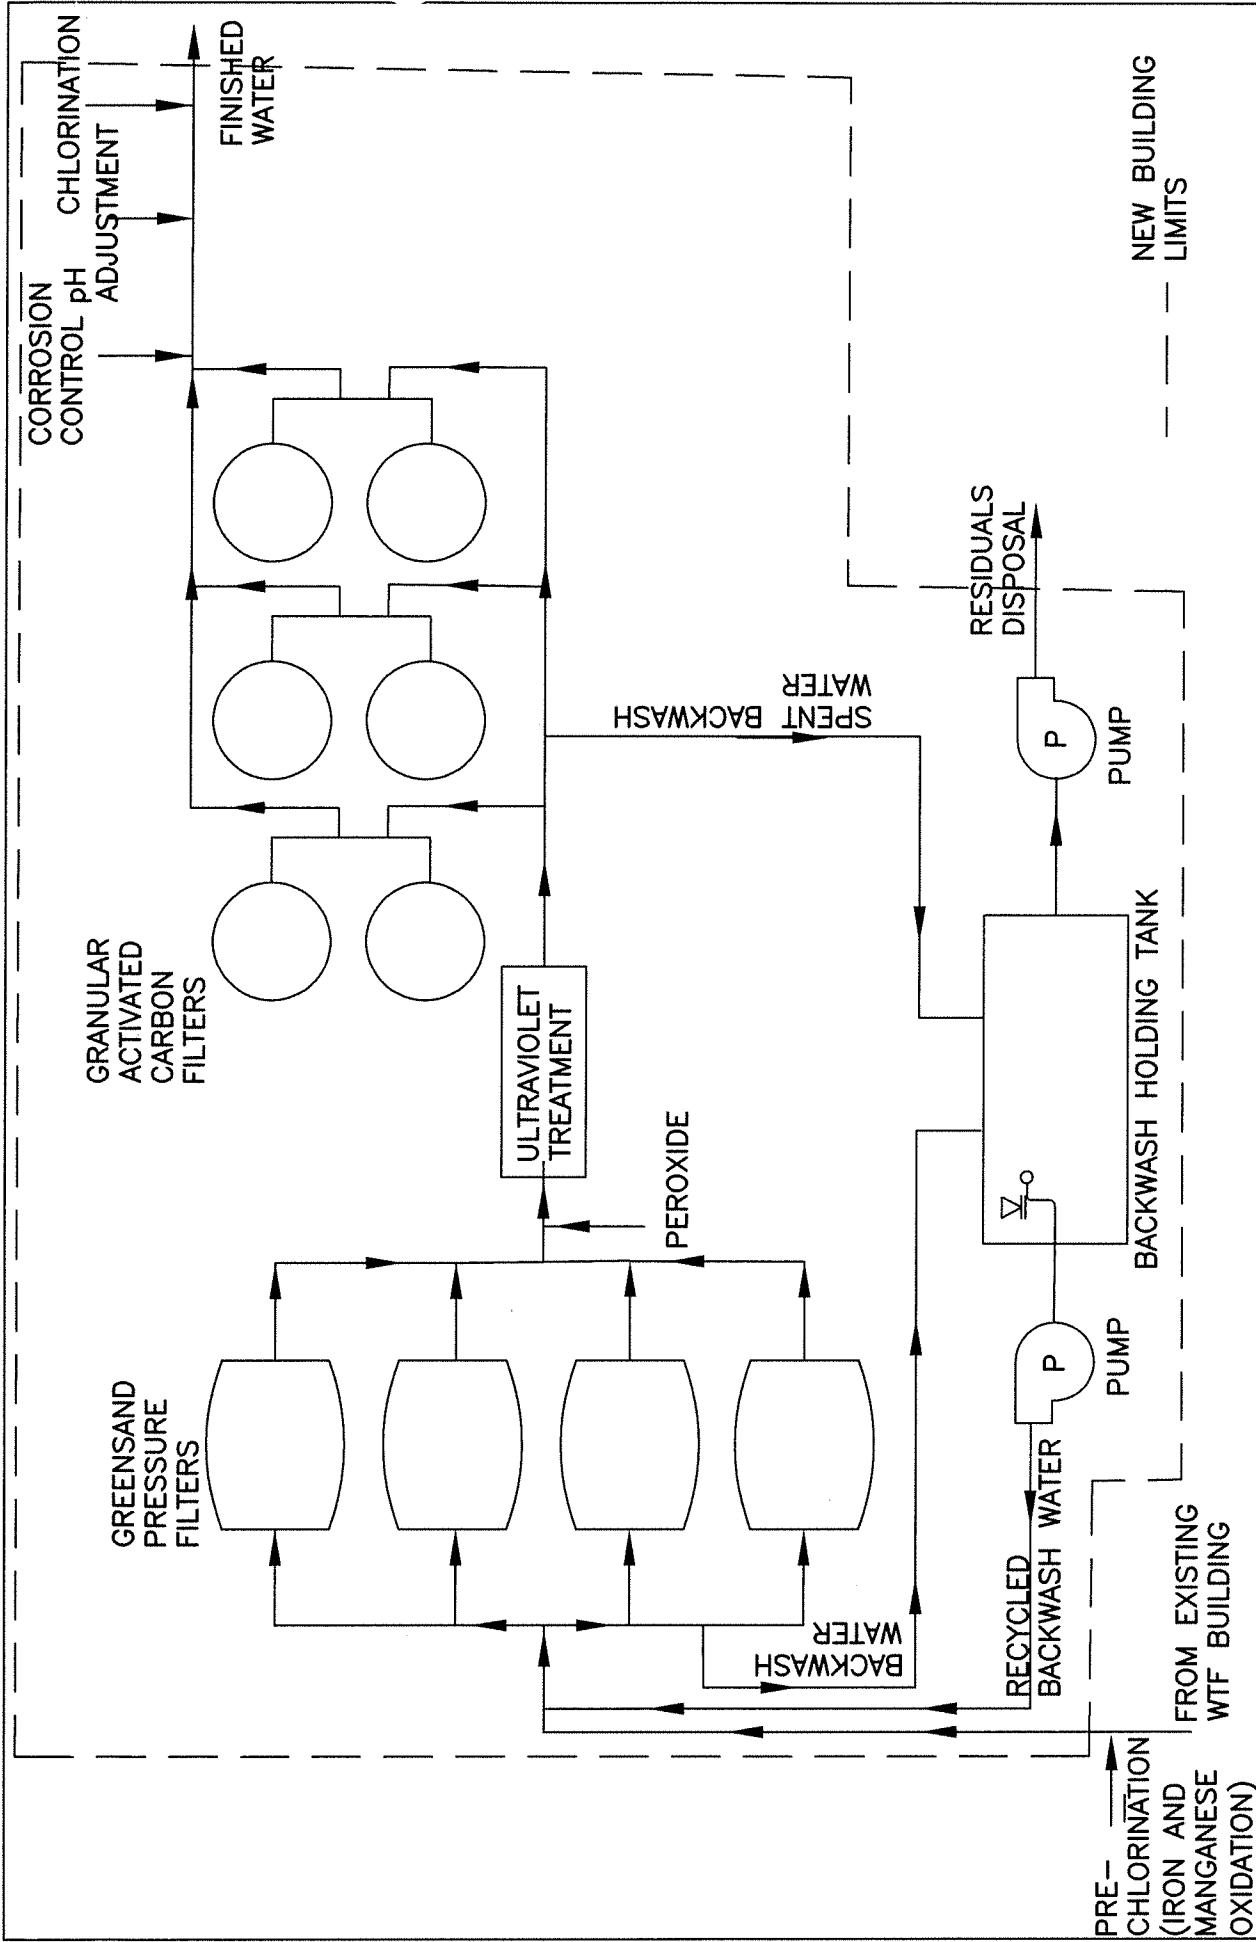 PRE-
CHLORINATION
(IRON AND
MANGANESE
OXIDATION)
FROM EXISTING
WTF BUILDING
GREENSAND
PRESSURE
FILTERS
BACKWASH
WATER
RECYCLED
BACKWASH WATER
P
PUMP
BACKWASH HOLDING TANK
PEROXIDE
ULTRAVIOLET
TREATMENT
GRANULAR
ACTIVATED
CARBON
FILTERS
SPENT BACKWASH
WATER
P
PUMP
RESIDUALS
DISPOSAL
CORROSION
CONTROL pH
ADJUSTMENT
CHLORINATION
FINISHED
WATER
NEW BUILDING
LIMITS